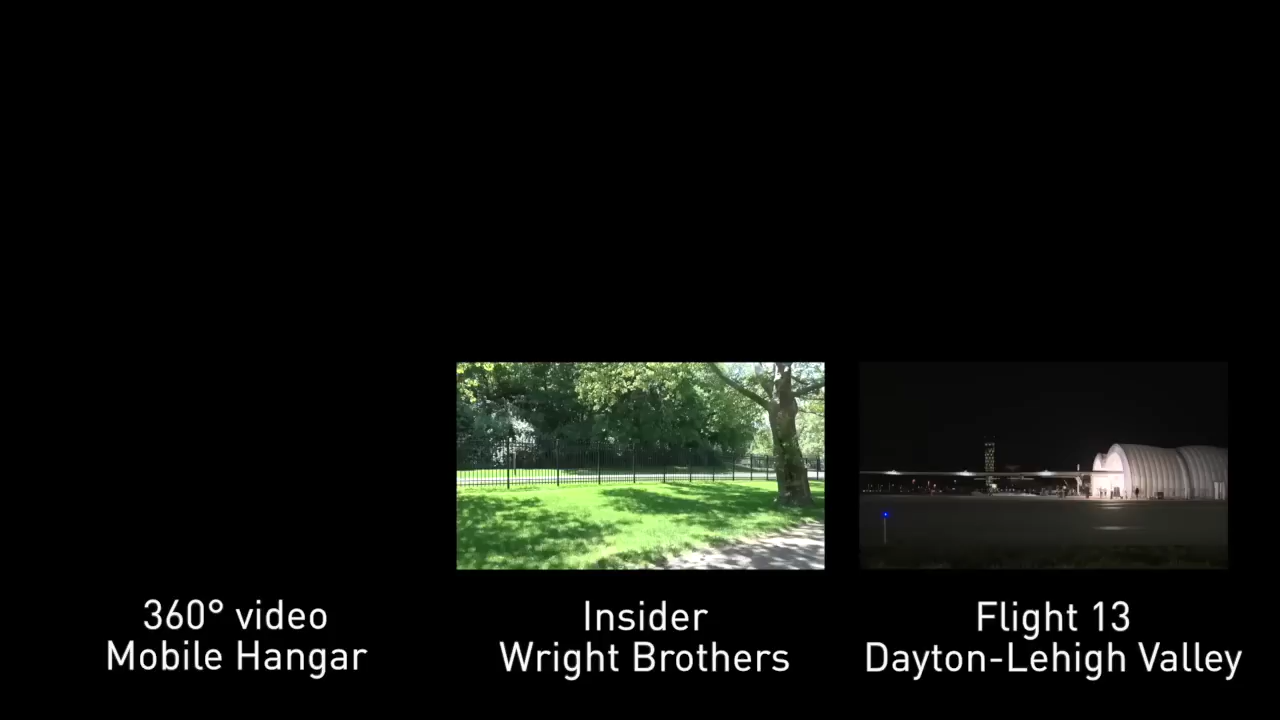 360° video
Mobile Hangar
Insider
Wright Brothers
Flight 13
Dayton-Lehigh Valley